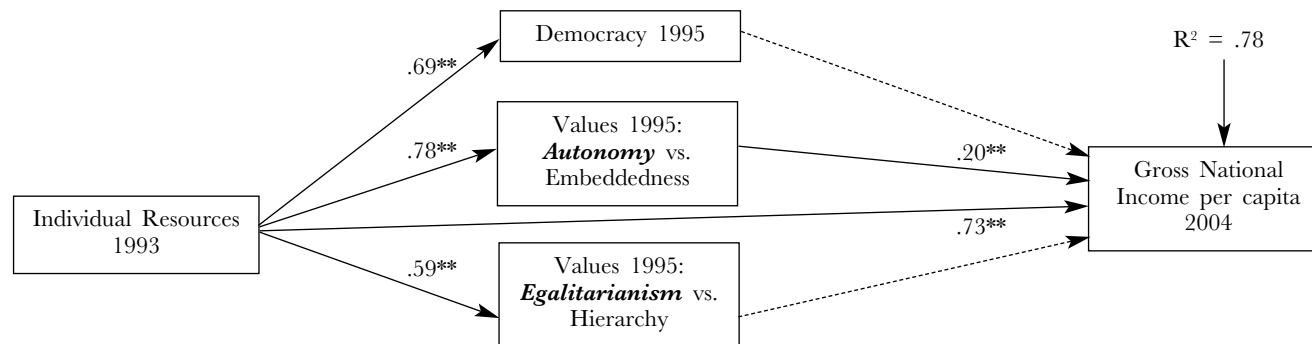 Democracy 1995
R² = .78
.69**
Values 1995:
Autonomy vs.
Embeddedness
.78**
.20**
Gross National
Income per capita
2004
Individual Resources
1993
.73**
.59**
Values 1995:
Egalitarianism vs.
Hierarchy